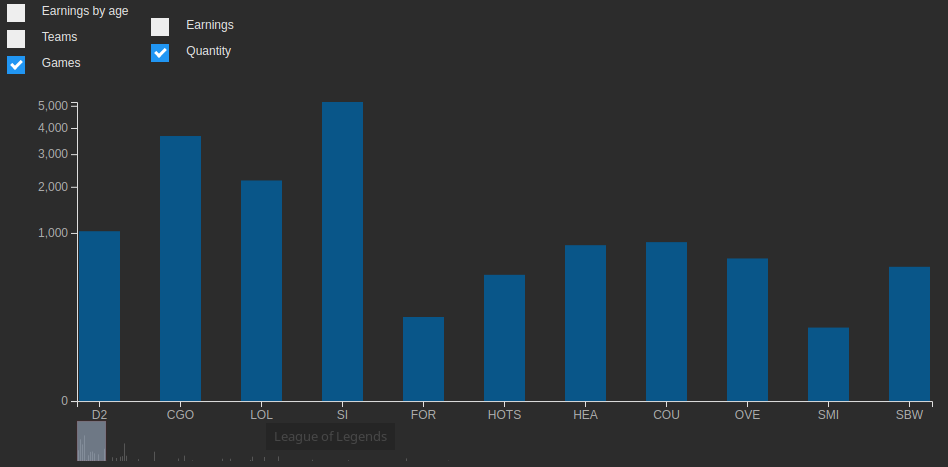 Earnings by age
Teams
Games
Earnings
Quantity
5,000
4,000
3,000
2,000
1,000
0
D2 CGO LOL SI FOR HOTS HEA COU OVE SMI SBW
League of Legends